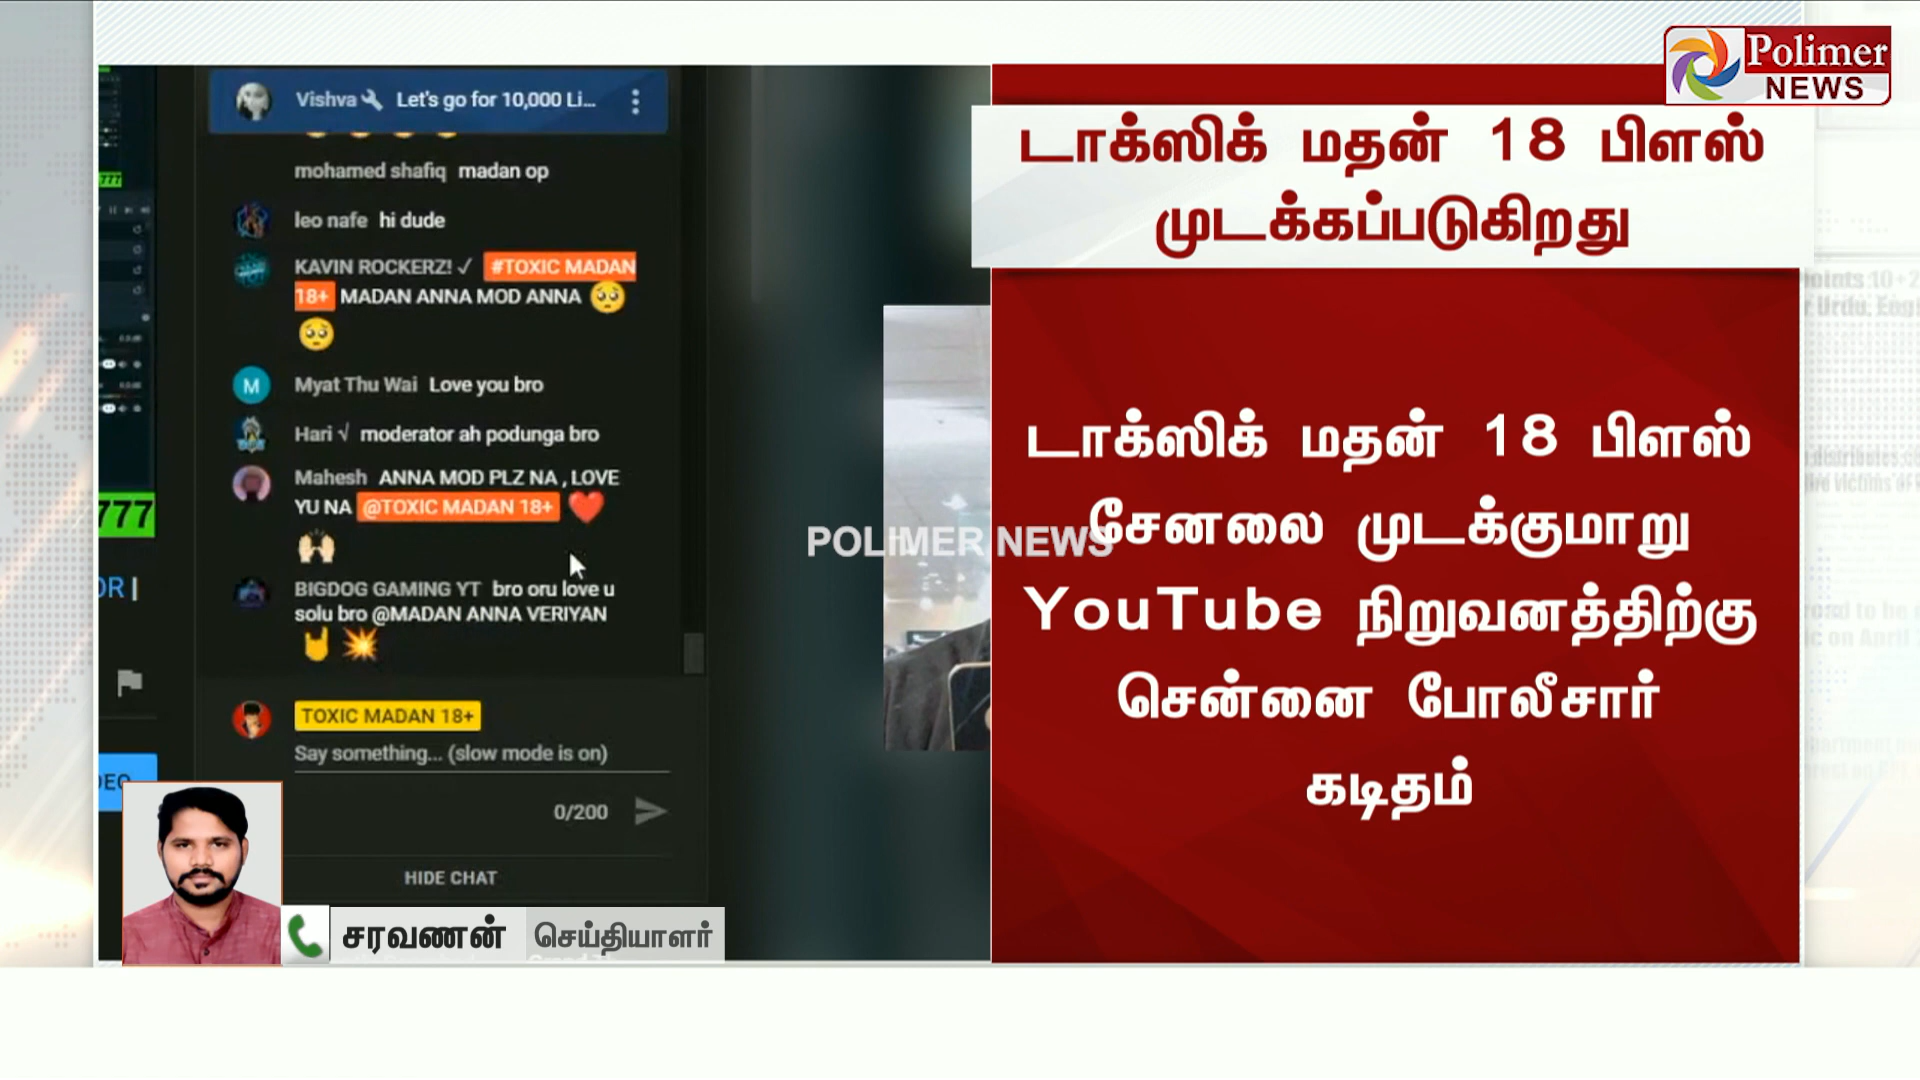 Polimer
NEWS
டாக்ஸிக் மதன் 18 பிளஸ்
முடக்கப்படுகிறது
டாக்ஸிக் மதன் 18 பிளஸ்
சேனலை முடக்குமாறு
YouTube நிறுவனத்திற்கு
சென்னை போலீசார்
கடிதம்
POLIMER NEWS
Vishva Let's go for 10,000 Li...
mohamed shafiq madan op
leo nafe hi dude
KAVIN ROCKERZ! ✓ #TOXIC MADAN
18+ MADAN ANNA MOD ANNA 🥺
🥺
M Myat Thu Wai Love you bro
Hari √ moderator ah podunga bro
Mahesh ANNA MOD PLZ NA , LOVE
YU NA @TOXIC MADAN 18+ ❤️
🙌🏻
BIGDOG GAMING YT bro oru love u
solu bro @MADAN ANNA VERIYAN
🤘 💥
TOXIC MADAN 18+
Say something... (slow mode is on)
0/200
HIDE CHAT
777
777
OR |
சரவணன் செய்தியாளர்